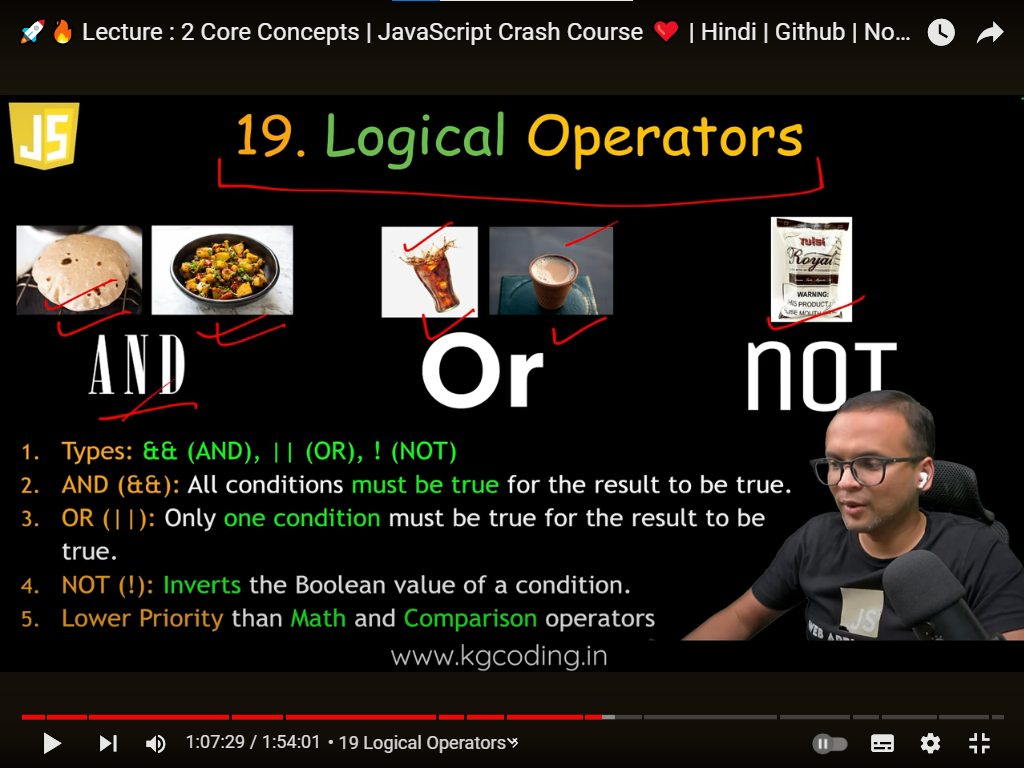 🚀🔥 Lecture : 2 Core Concepts | JavaScript Crash Course ❤️ | Hindi | Github | No...
JS
19. Logical Operators
Tulsi
Royal
WARNING:
AND
Or
NOT
1. Types: && (AND), || (OR), ! (NOT)
2. AND (&&): All conditions must be true for the result to be true.
3. OR (||): Only one condition must be true for the result to be
true.
4. NOT (!): Inverts the Boolean value of a condition.
5. Lower Priority than Math and Comparison operators
JS
www.kgcoding.in
1:07:29 / 1:54:01 • 19 Logical Operators